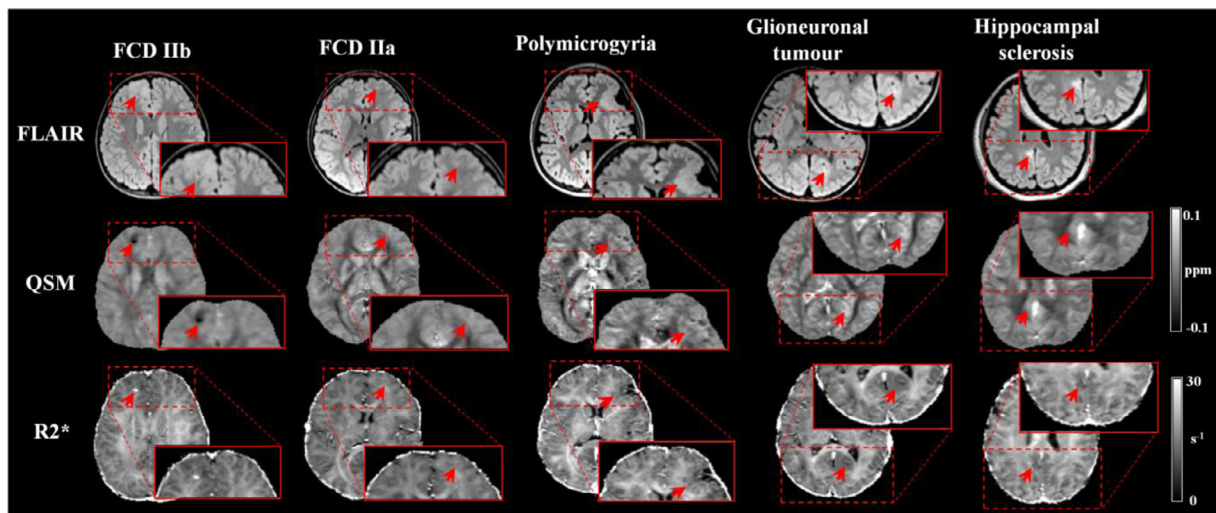 FCD IIb
FCD IIa
Polymicrogyria
Glioneuronal
tumour
Hippocampal
sclerosis
FLAIR
QSM
0.1
ppm
-0.1
R2*
30
s-1
0